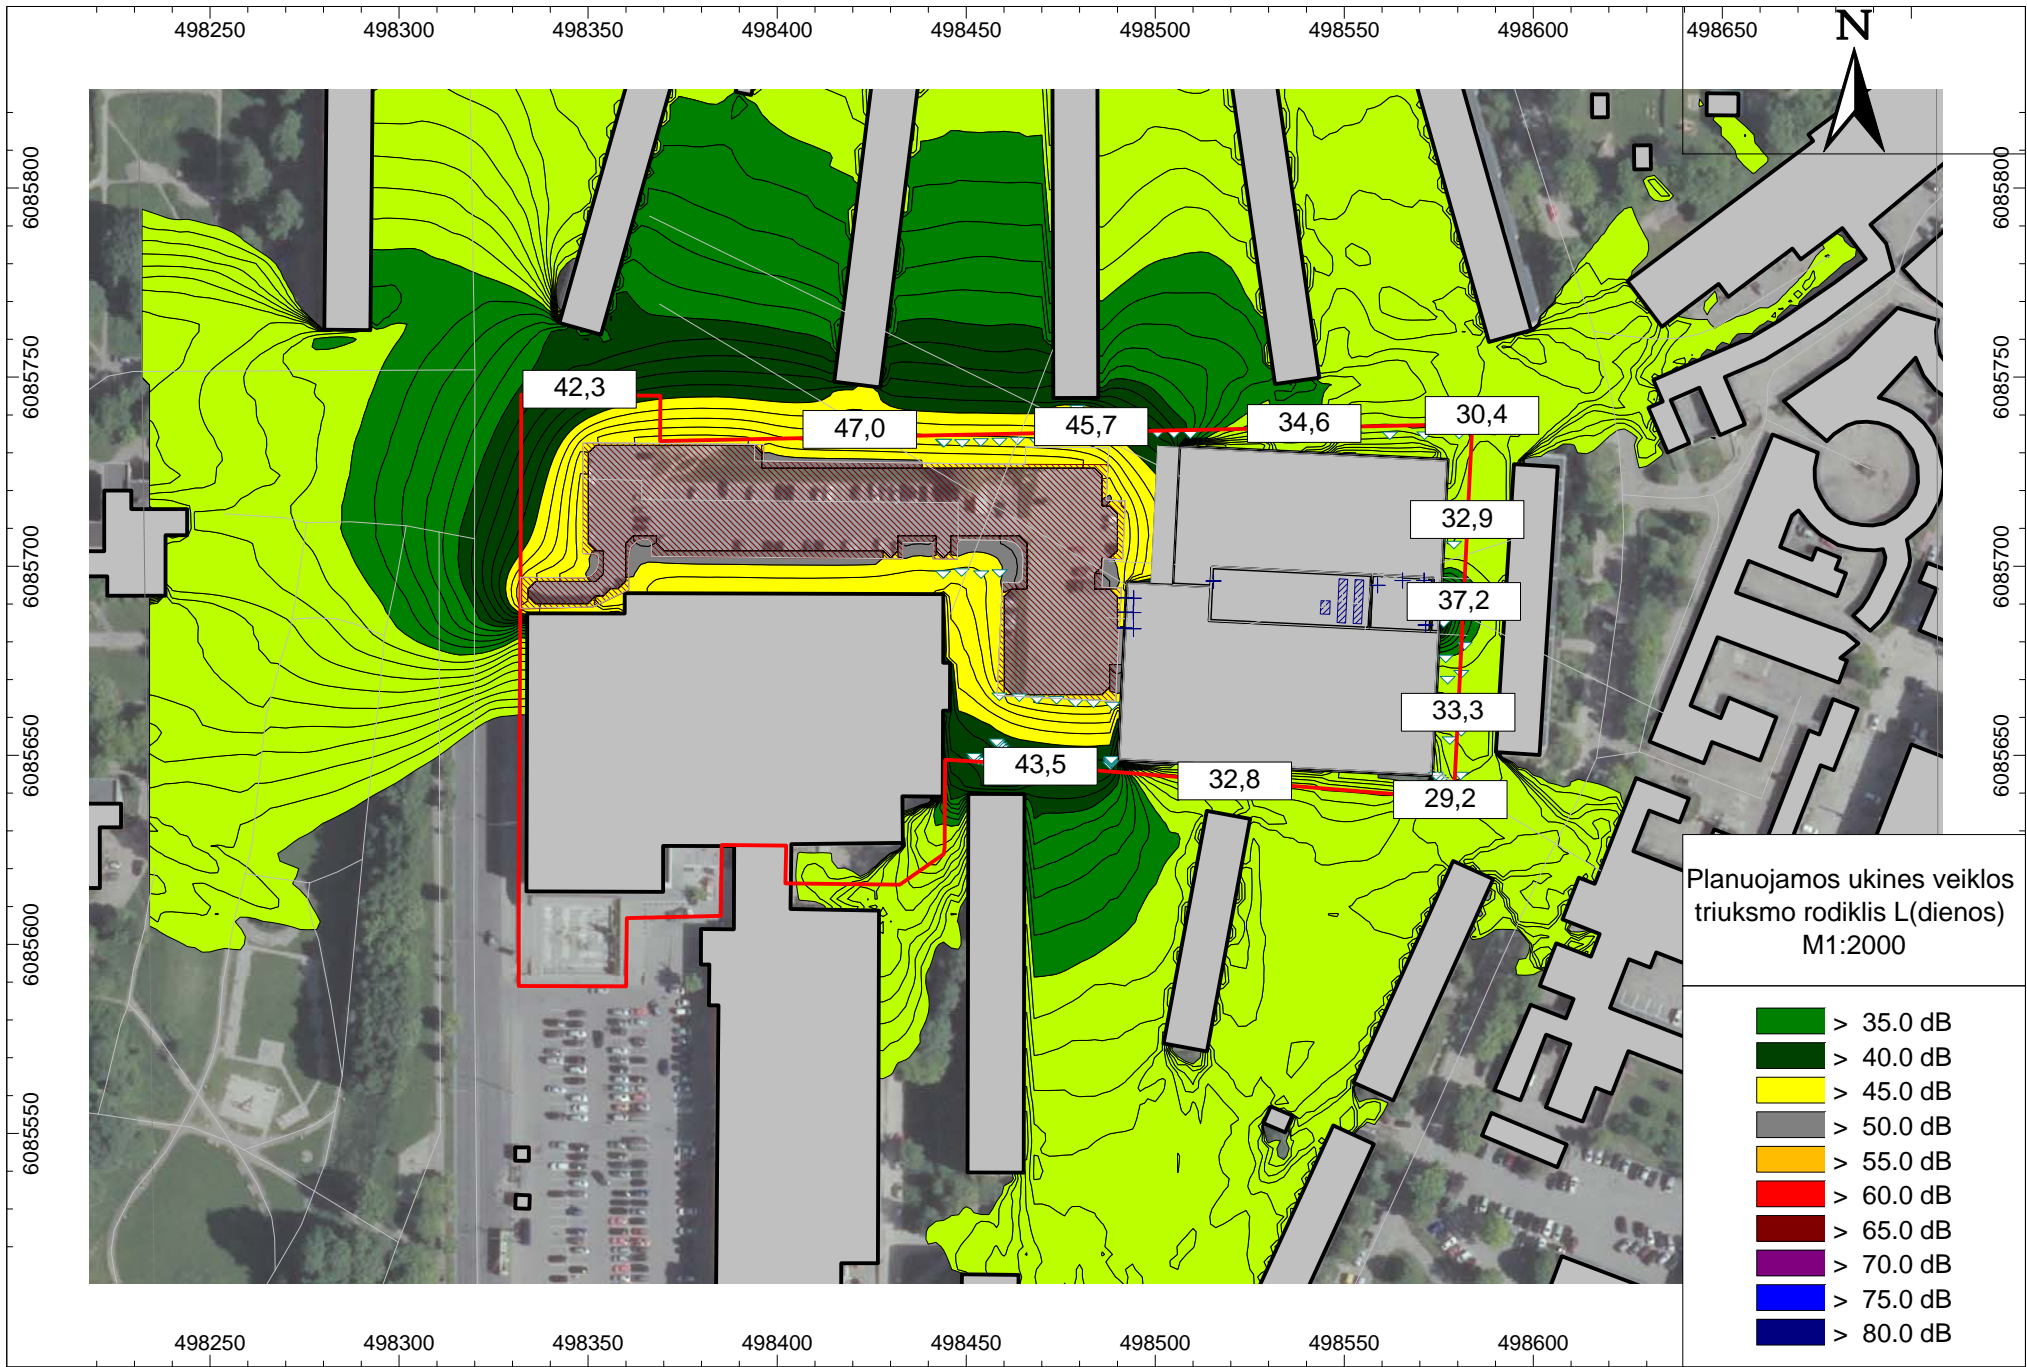 498250 498300 498350 498400 498450 498500 498550 498600 498650
N
6085800 6085800
6085750 6085750
6085700 6085700
6085650 6085650
6085600
6085550
42,3
47,0
45,7
34,6
30,4
32,9
37,2
33,3
43,5
32,8
29,2
Planuojamos ukines veiklos
triuksmo rodiklis L(dienos)
M1:2000
> 35.0 dB
> 40.0 dB
> 45.0 dB
> 50.0 dB
> 55.0 dB
> 60.0 dB
> 65.0 dB
> 70.0 dB
> 75.0 dB
> 80.0 dB
498250 498300 498350 498400 498450 498500 498550 498600